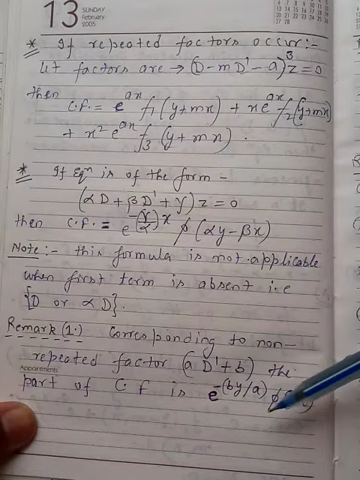 13 SUNDAY
February
2005
* If repeated factors occur:-
Let factors are → (D-mD'-a)³z=0
then
C.F. = e^{ax} f₁(y+mx) + xe^{ax} f₂(y+mx)
+ x² e^{ax} f₃(y+mx).
* If Eqⁿ is of the form -
(αD+βD'+γ)z=0
then C.F. = e^{-(γ/α)x} ϕ(αy-βx)
Note:- this formula is not applicable
when first term is absent i.e
{D or αD}.
Remark (1.) Corresponding to non-
repeated factor (aD'+b) the
Appointments
part of C.F is e^{-(by/a)}